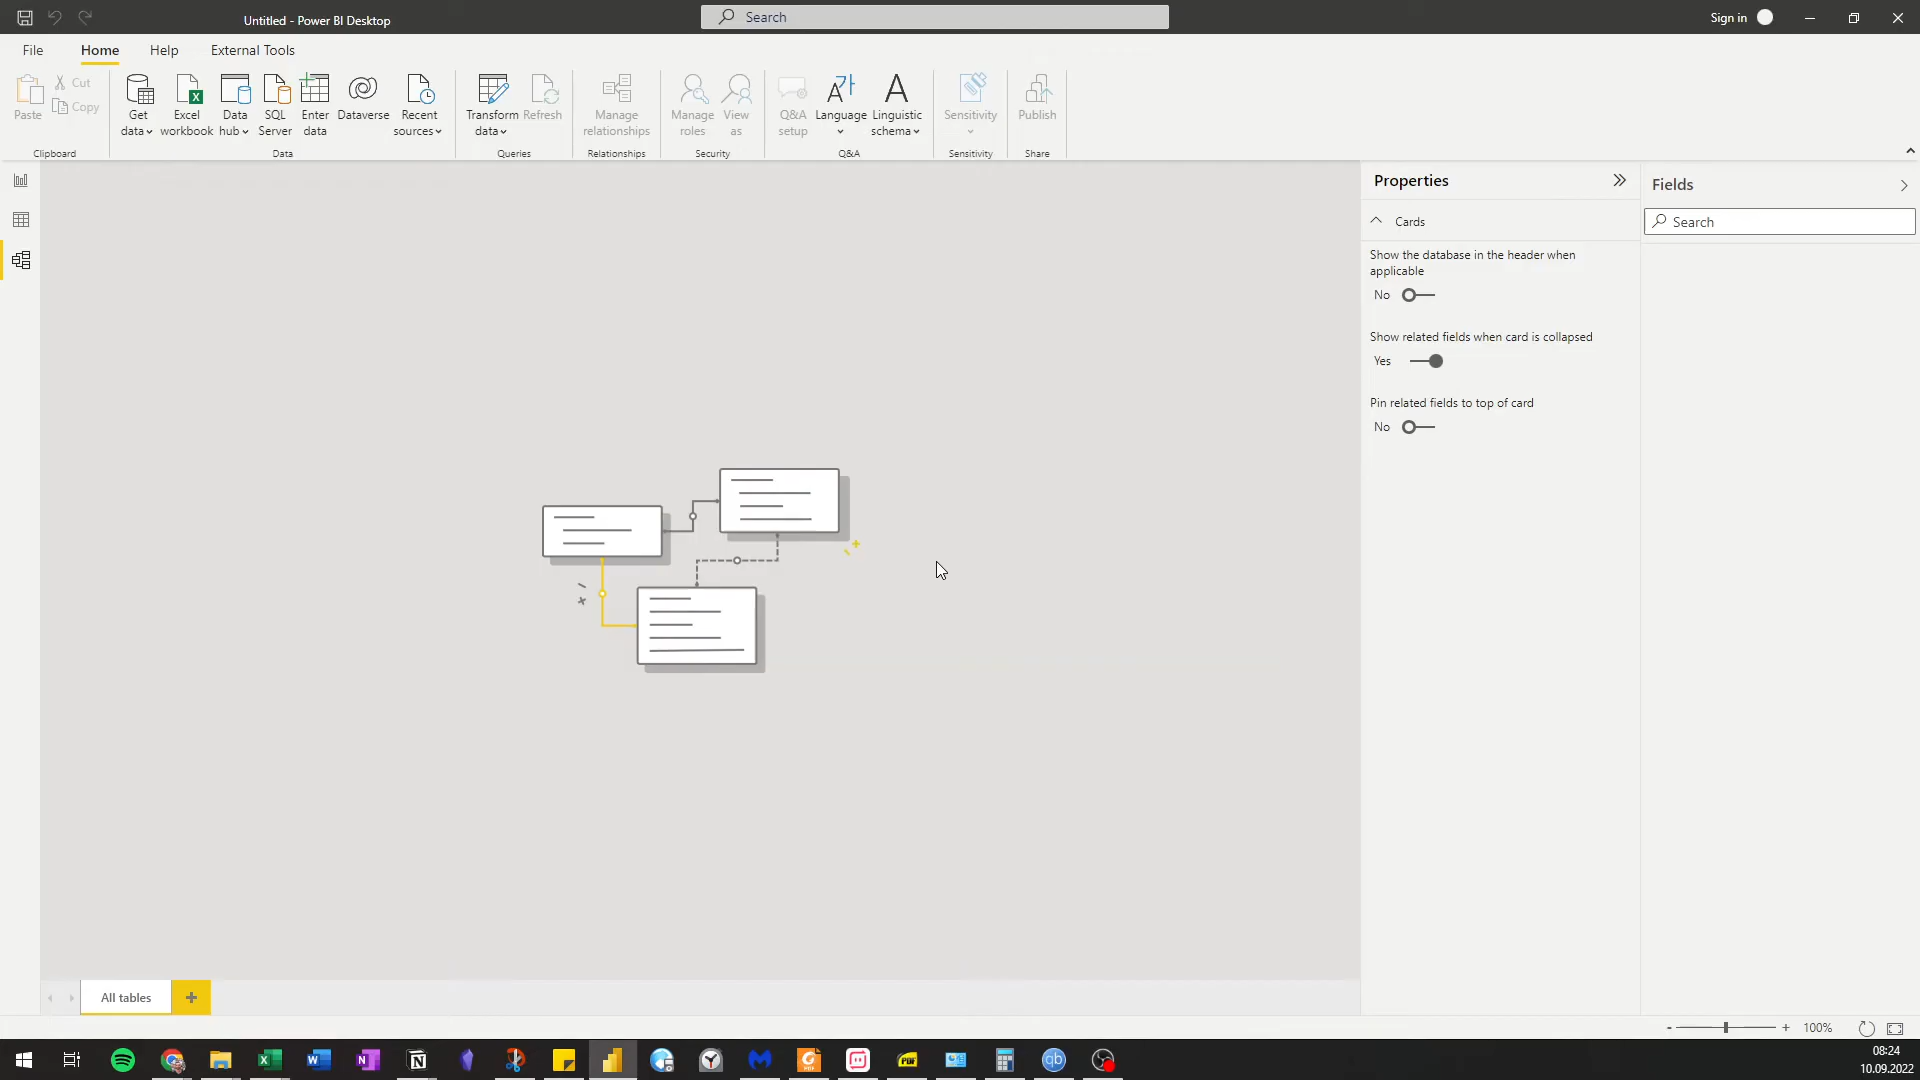 Untitled - Power BI Desktop
Search
Sign in
File
Home
Help
External Tools
Paste
Cut
Copy
Clipboard
Get data
Excel workbook
Data hub
SQL Server
Enter data
Dataverse
Recent sources
Data
Transform data
Refresh
Queries
Manage relationships
Relationships
Manage roles
View as
Security
Q&A setup
Language
Linguistic schema
Q&A
Sensitivity
Sensitivity
Publish
Share
Properties
Cards
Show the database in the header when
applicable
No
Show related fields when card is collapsed
Yes
Pin related fields to top of card
No
Fields
Search
All tables
+
- + 100%
08:24
10.09.2022